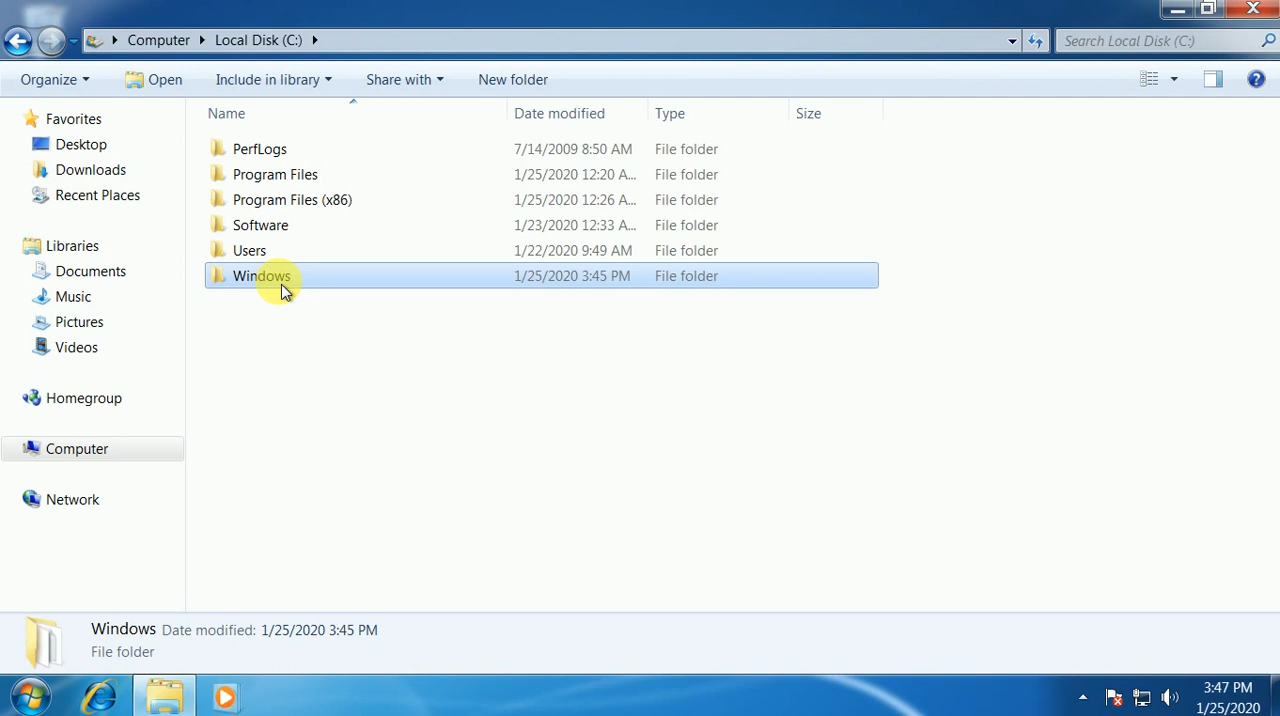 Computer Local Disk (C:)
Search Local Disk (C:)
Organize Open Include in library Share with New folder
Name Date modified Type Size
Favorites
Desktop
Downloads
Recent Places
Libraries
Documents
Music
Pictures
Videos
Homegroup
Computer
Network
PerfLogs 7/14/2009 8:50 AM File folder
Program Files 1/25/2020 12:20 A... File folder
Program Files (x86) 1/25/2020 12:26 A... File folder
Software 1/23/2020 12:33 A... File folder
Users 1/22/2020 9:49 AM File folder
Windows 1/25/2020 3:45 PM File folder
Windows Date modified: 1/25/2020 3:45 PM
File folder
3:47 PM
1/25/2020